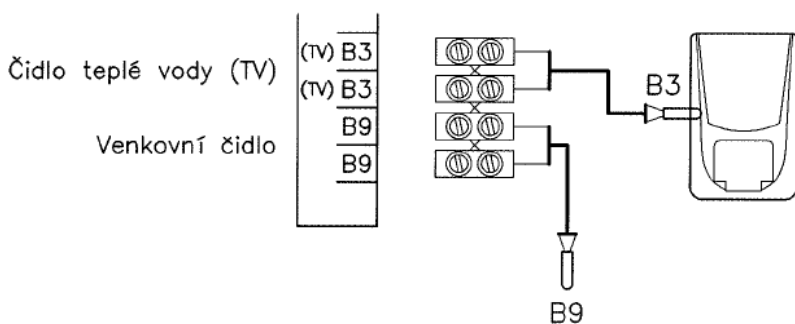 (TV) B3
Čidlo teplé vody (TV)
(TV) B3
B3
B9
Venkovní čidlo
B9
B9